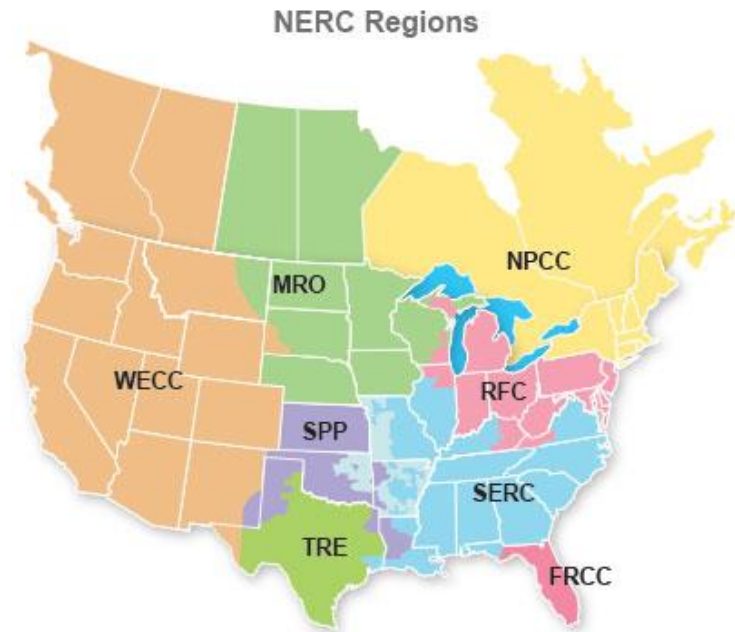 NERC Regions
NPCC
MRO
WECC
RFC
SPP
SERC
TRE
FRCC